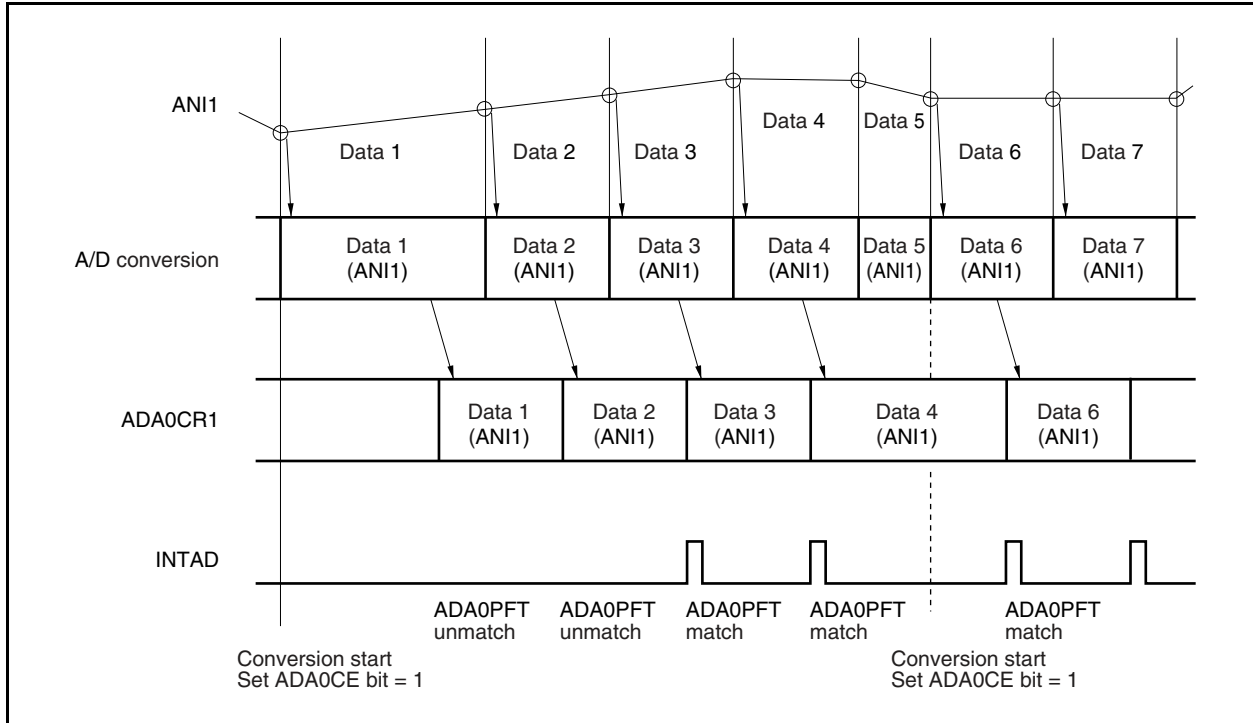 ANI1
Data 1
Data 2
Data 3
Data 4
Data 5
Data 6
Data 7
A/D conversion
Data 1
(ANI1)
Data 2
(ANI1)
Data 3
(ANI1)
Data 4
(ANI1)
Data 5
(ANI1)
Data 6
(ANI1)
Data 7
(ANI1)
ADA0CR1
Data 1
(ANI1)
Data 2
(ANI1)
Data 3
(ANI1)
Data 4
(ANI1)
Data 6
(ANI1)
INTAD
ADA0PFT
unmatch
ADA0PFT
unmatch
ADA0PFT
match
ADA0PFT
match
ADA0PFT
match
Conversion start
Set ADA0CE bit = 1
Conversion start
Set ADA0CE bit = 1